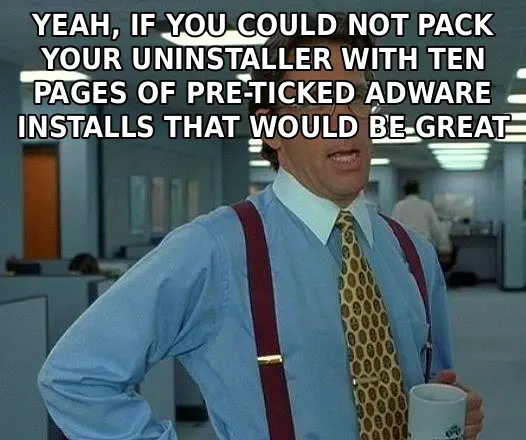 YEAH, IF YOU COULD NOT PACK
YOUR UNINSTALLER WITH TEN
PAGES OF PRE-TICKED ADWARE
INSTALLS THAT WOULD BE GREAT